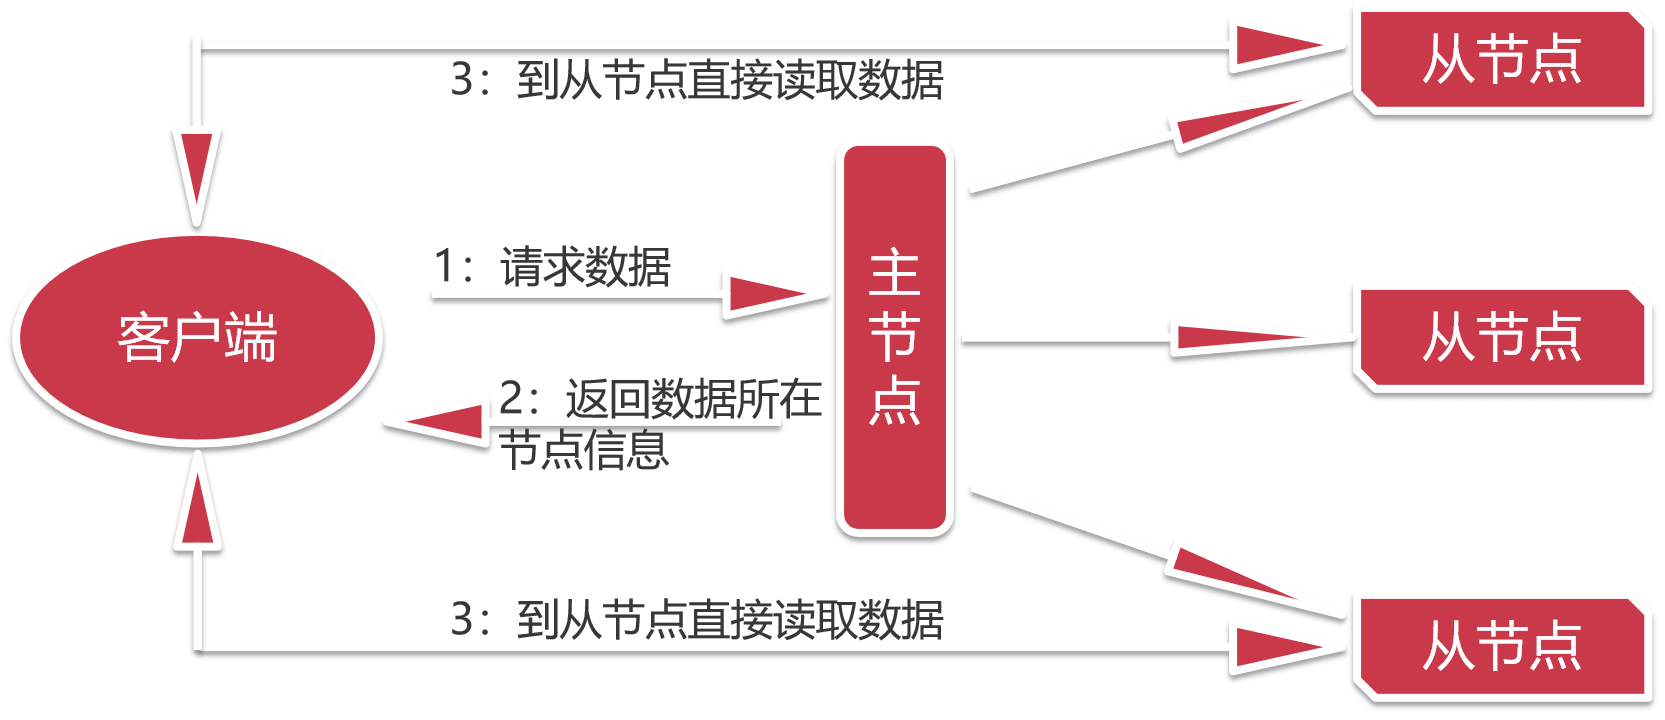 3：到从节点直接读取数据
从节点
1：请求数据
主
节
点
客户端
从节点
2：返回数据所在
节点信息
3：到从节点直接读取数据
从节点